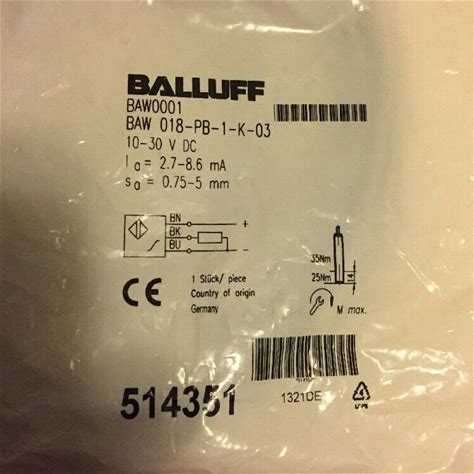 BALLUFF
BAW0001
BAW 018-PB-1-K-03
10-30 V DC
Ia = 2.7-8.6 mA
sa = 0.75-5 mm
BN +
BK
BU −
35Nm
25Nm 4
M max.
CE
1 Stück/ piece
Country of origin
Germany
514351
1321DE